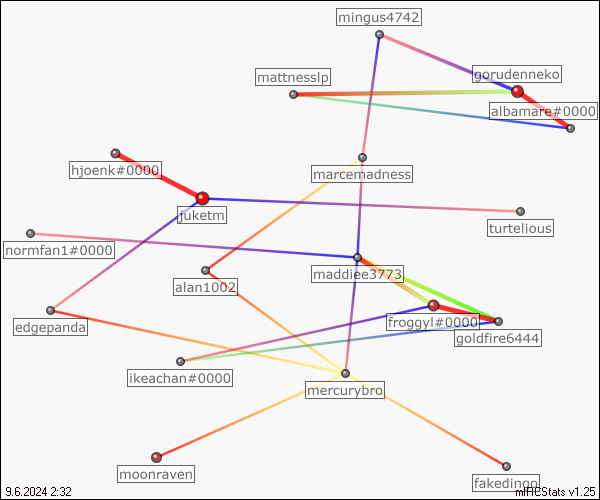 mingus4742
gorudenneko
mattnesslp
albamare#0000
hjoenk#0000
marcemadness
juketm
turtelious
normfan1#0000
maddiee3773
alan1002
froggyl#0000
edgepanda
goldfire6444
ikeachan#0000
mercurybro
moonraven
fakedingo
9.6.2024 2:32
mIRCStats v1.25